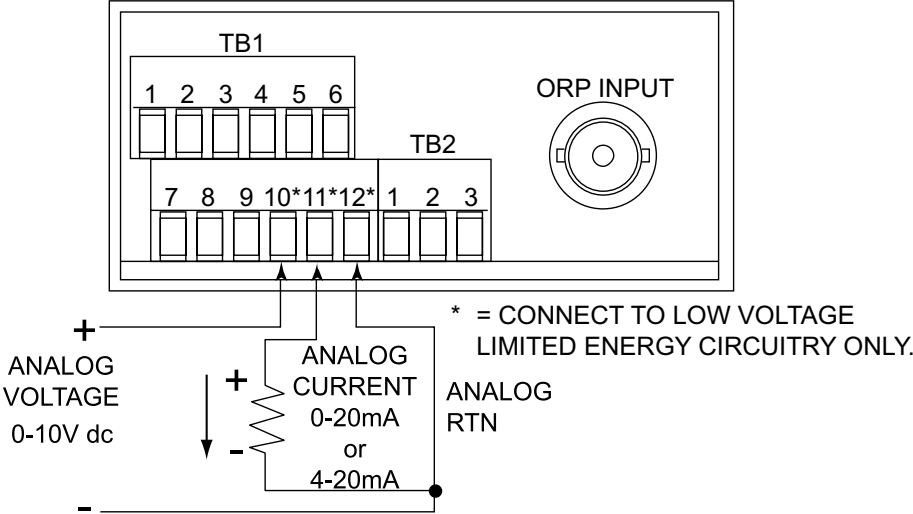 TB1
ORP INPUT
1 2 3 4 5 6
TB2
7 8 9 10*11*12* 1 2 3
* = CONNECT TO LOW VOLTAGE
LIMITED ENERGY CIRCUITRY ONLY.
+
ANALOG
VOLTAGE
0-10V dc
-
+
-
ANALOG
CURRENT
0-20mA
or
4-20mA
ANALOG
RTN